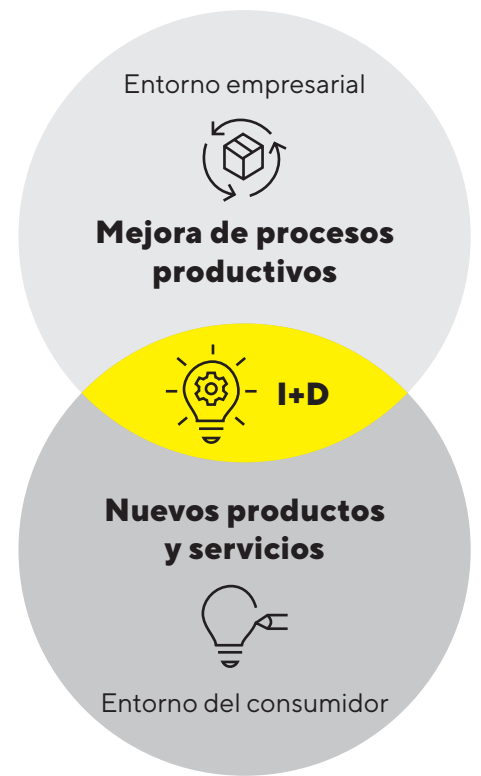 Entorno empresarial
Mejora de procesos
productivos
I+D
Nuevos productos
y servicios
Entorno del consumidor